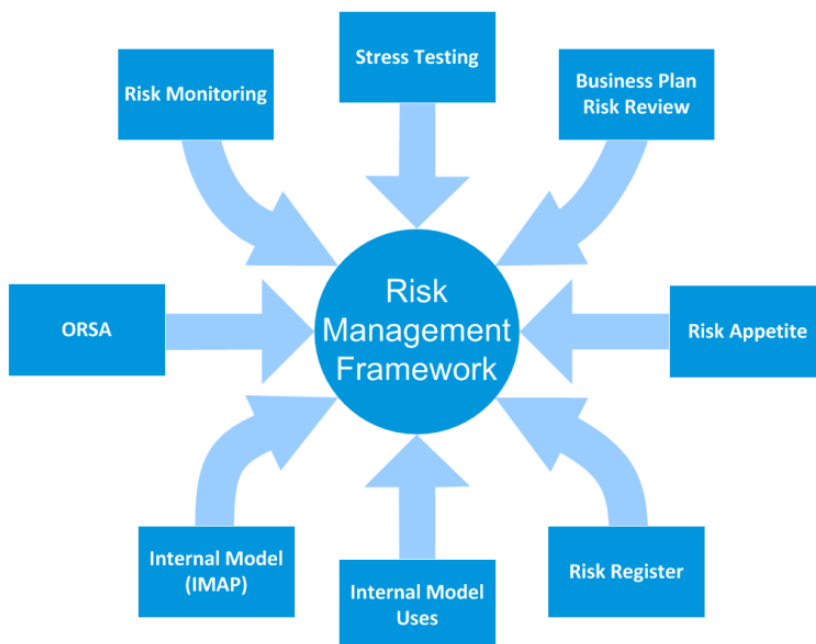 Stress Testing
Risk Monitoring
Business Plan
Risk Review
Risk
Management
Framework
ORSA
Risk Appetite
Internal Model
(IMAP)
Internal Model
Uses
Risk Register